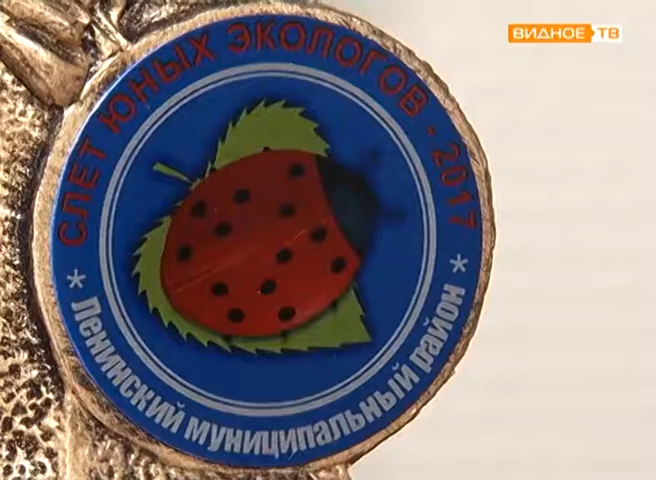 ВИДНОЕ ТВ
СЛЕТ ЮНЫХ ЭКОЛОГОВ - 2017
* Ленинский муниципальный район *